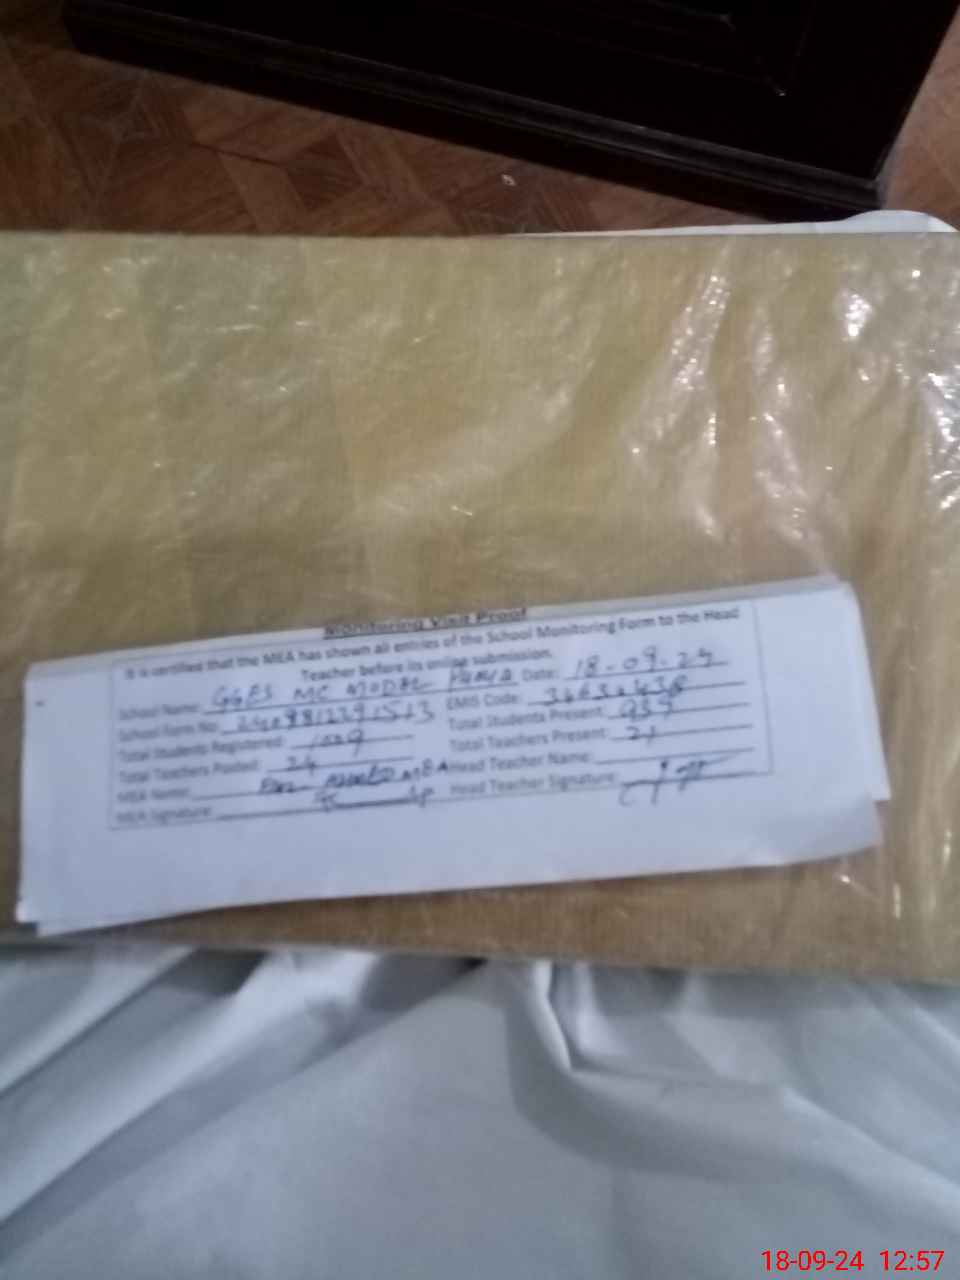 Monitoring Visit Proof
It is certified that the MEA has shown all entries of the School Monitoring Form to the Head
Teacher before its online submission.
School Name: GGES MC MODEL Date: 18-09-24
School Form No: EMIS Code:
Total Students Registered: 1009 Total Students Present: 939
Total Teachers Posted: 24 Total Teachers Present: 21
MEA Name: MEA Head Teacher Name:
MEA Signature: Head Teacher Signature:
18-09-24 12:57